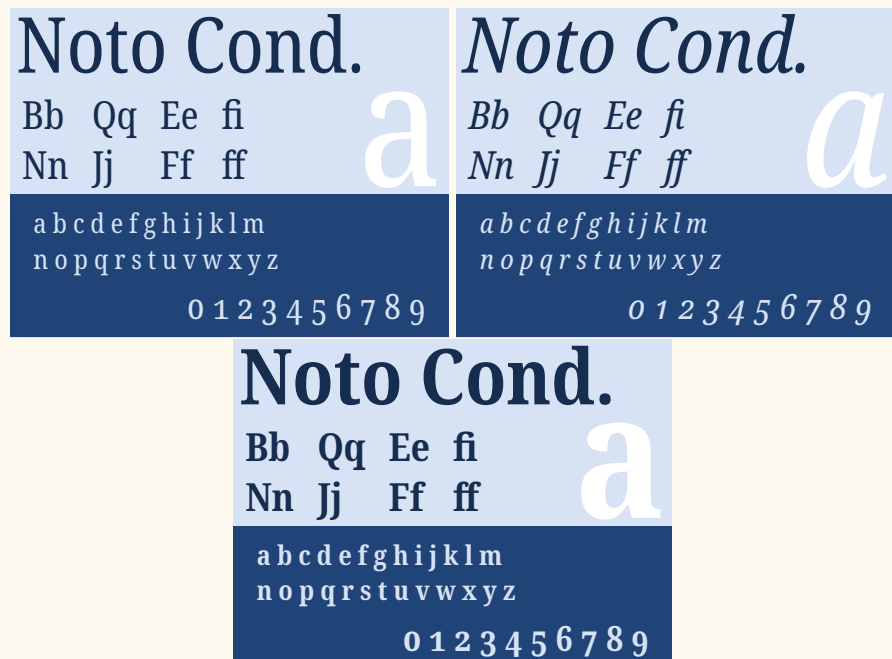 Noto Cond.
Bb Qq Ee fi
Nn Jj Ff ff
a
a b c d e f g h i j k l m
n o p q r s t u v w x y z
0 1 2 3 4 5 6 7 8 9
Noto Cond.
Bb Qq Ee fi
Nn Jj Ff ff
a
a b c d e f g h i j k l m
n o p q r s t u v w x y z
0 1 2 3 4 5 6 7 8 9
Noto Cond.
Bb Qq Ee fi
Nn Jj Ff ff
a
a b c d e f g h i j k l m
n o p q r s t u v w x y z
0 1 2 3 4 5 6 7 8 9